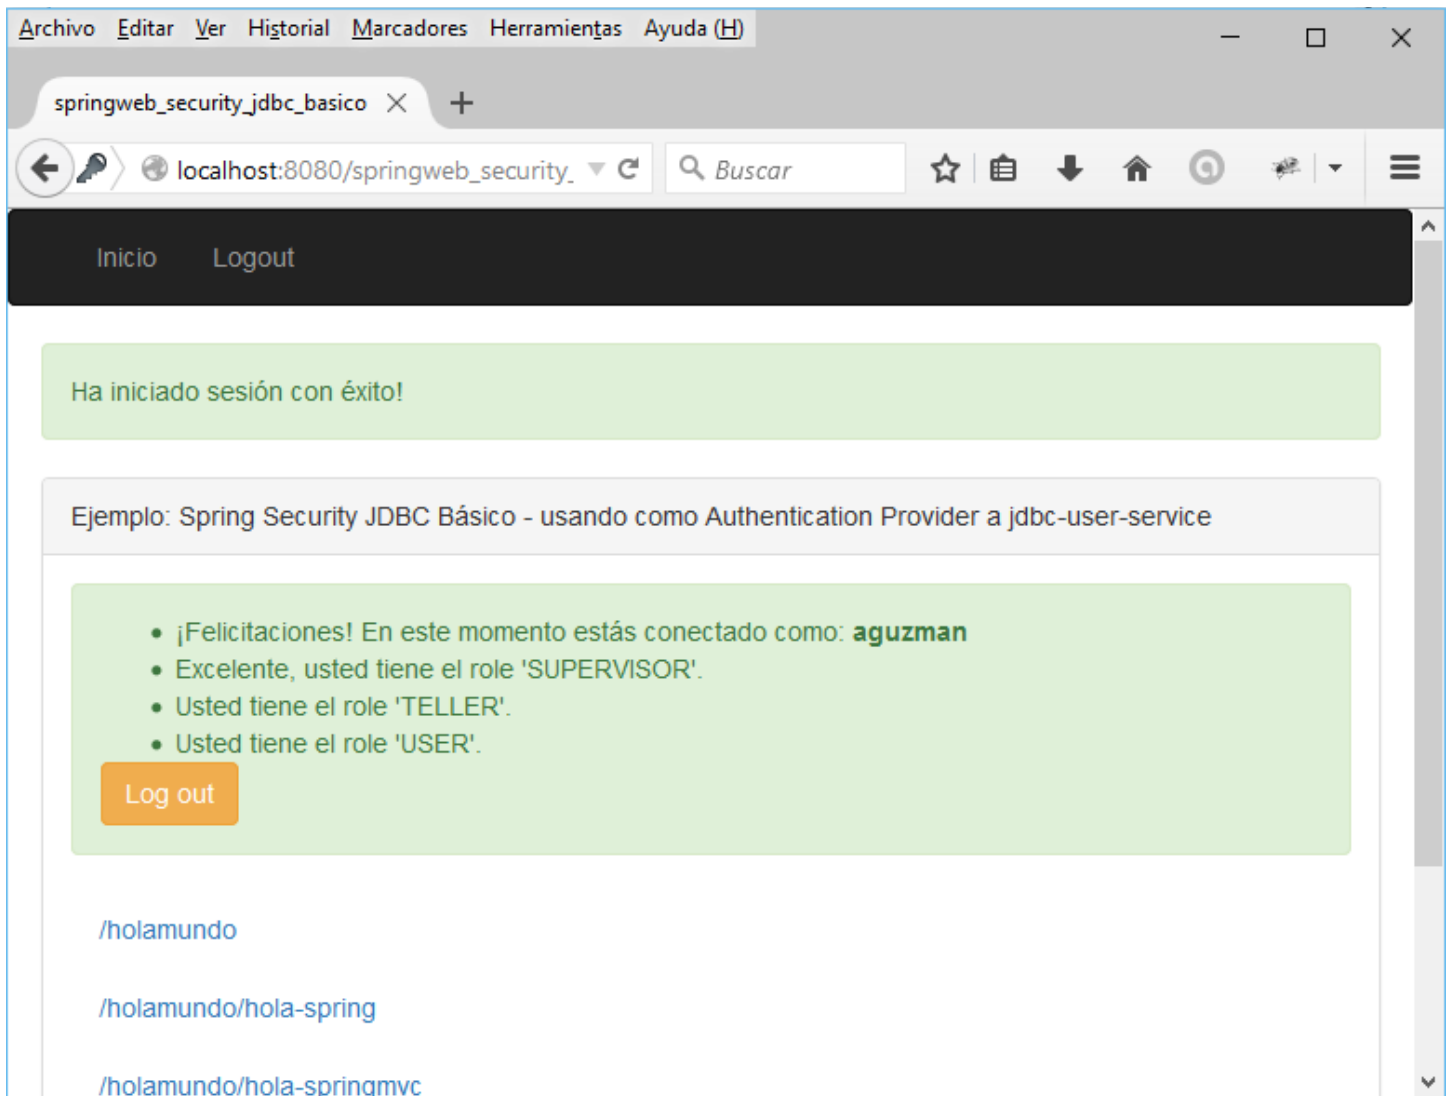 Archivo Editar Ver Historial Marcadores Herramientas Ayuda (H)
springweb_security_jdbc_basico
localhost:8080/springweb_security_ Buscar
Inicio Logout
Ha iniciado sesión con éxito!
Ejemplo: Spring Security JDBC Básico - usando como Authentication Provider a jdbc-user-service
• ¡Felicitaciones! En este momento estás conectado como: aguzman
• Excelente, usted tiene el role 'SUPERVISOR'.
• Usted tiene el role 'TELLER'.
• Usted tiene el role 'USER'.
Log out
/holamundo
/holamundo/hola-spring
/holamundo/hola-springmvc